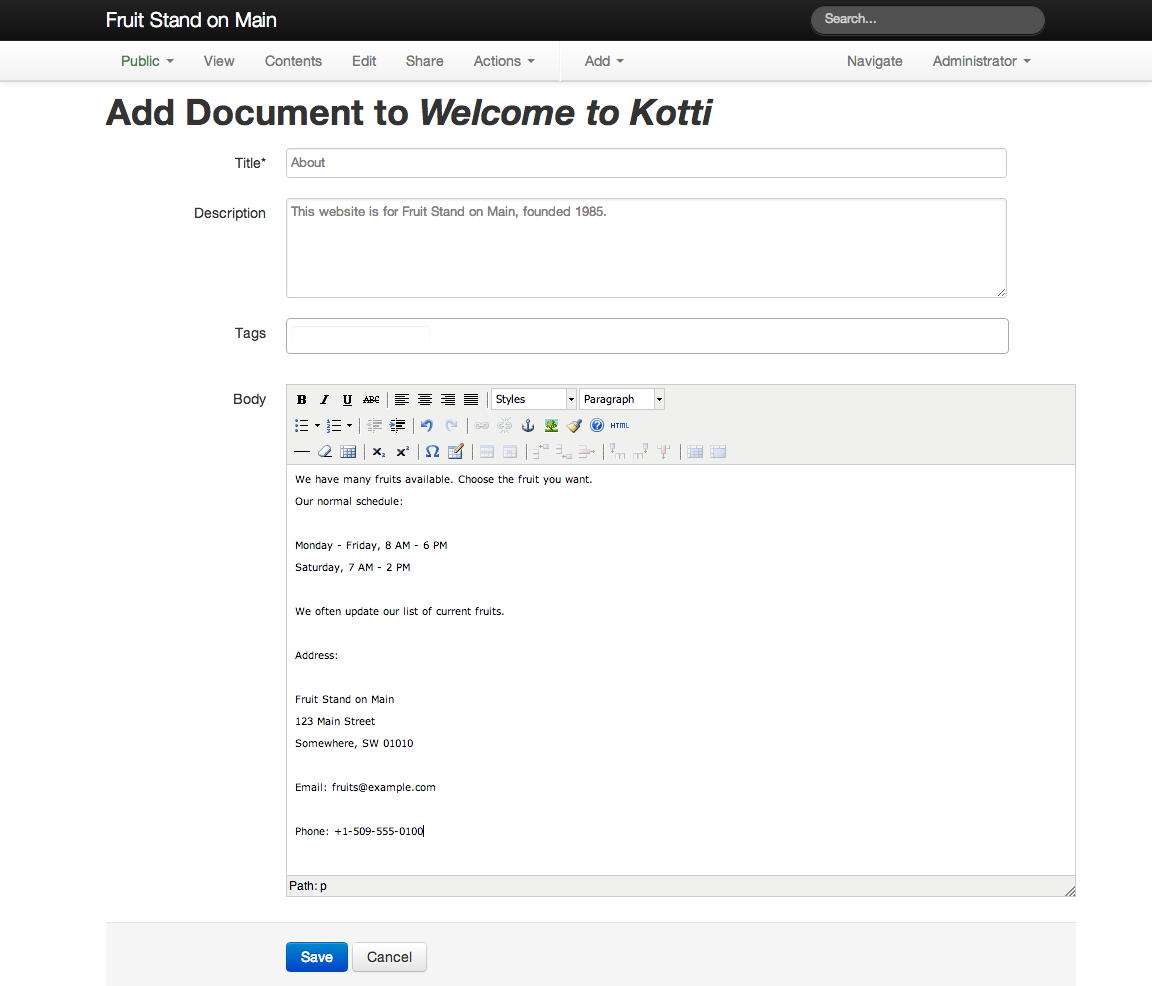 Fruit Stand on Main
Search...
Public View Contents Edit Share Actions Add Navigate Administrator
Add Document to Welcome to Kotti
Title* About
Description This website is for Fruit Stand on Main, founded 1985.
Tags
Body
B I U ABC Styles Paragraph
HTML
x₂ x² Ω
We have many fruits available. Choose the fruit you want.
Our normal schedule:
Monday - Friday, 8 AM - 6 PM
Saturday, 7 AM - 2 PM
We often update our list of current fruits.
Address:
Fruit Stand on Main
123 Main Street
Somewhere, SW 01010
Email: fruits@example.com
Phone: +1-509-555-0100
Path: p
Save Cancel